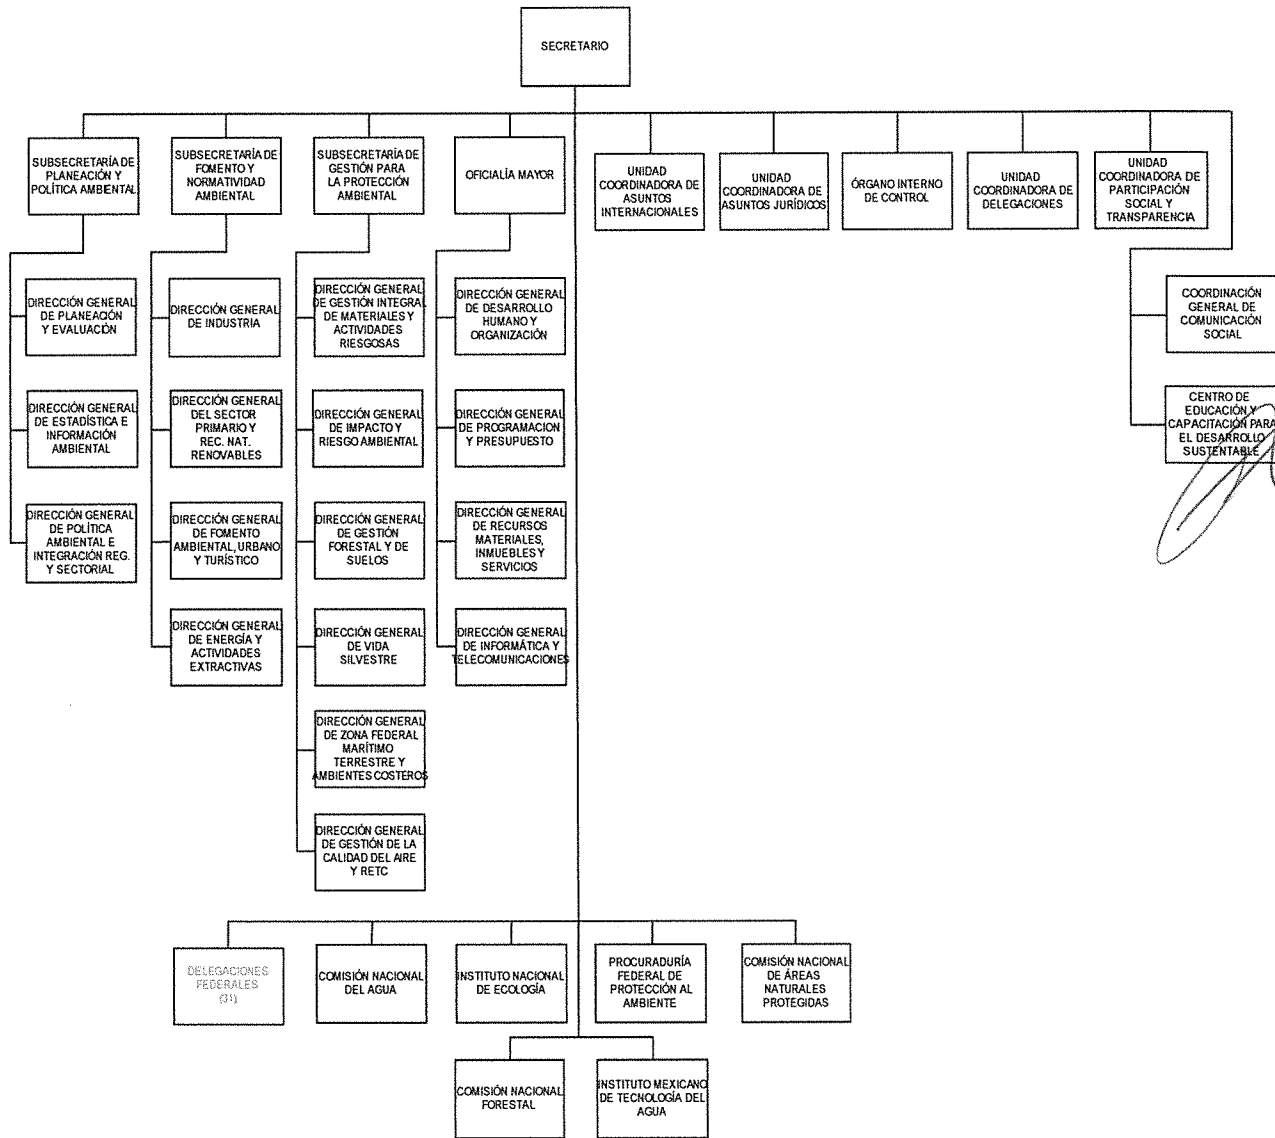 SECRETARIO
SUBSECRETARÍA DE
PLANEACIÓN Y
POLÍTICA AMBIENTAL
SUBSECRETARÍA DE
FOMENTO Y
NORMATIVIDAD
AMBIENTAL
SUBSECRETARÍA DE
GESTIÓN PARA
LA PROTECCIÓN
AMBIENTAL
OFICIALÍA MAYOR
UNIDAD
COORDINADORA DE
ASUNTOS
INTERNACIONALES
UNIDAD
COORDINADORA DE
ASUNTOS JURÍDICOS
ÓRGANO INTERNO
DE CONTROL
UNIDAD
COORDINADORA DE
DELEGACIONES
UNIDAD
COORDINADORA DE
PARTICIPACIÓN
SOCIAL Y
TRANSPARENCIA
DIRECCIÓN GENERAL
DE PLANEACIÓN
Y EVALUACIÓN
DIRECCIÓN GENERAL
DE INDUSTRIA
DIRECCIÓN GENERAL
DE GESTIÓN INTEGRAL
DE MATERIALES Y
ACTIVIDADES
RIESGOSAS
DIRECCIÓN GENERAL
DE DESARROLLO
HUMANO Y
ORGANIZACIÓN
COORDINACIÓN
GENERAL DE
COMUNICACIÓN
SOCIAL
DIRECCIÓN GENERAL
DE ESTADÍSTICA E
INFORMACIÓN
AMBIENTAL
DIRECCIÓN GENERAL
DEL SECTOR
PRIMARIO Y
REC. NAT.
RENOVABLES
DIRECCIÓN GENERAL
DE IMPACTO Y
RIESGO AMBIENTAL
DIRECCIÓN GENERAL
DE PROGRAMACION
Y PRESUPUESTO
CENTRO DE
EDUCACIÓN Y
CAPACITACIÓN PARA
EL DESARROLLO
SUSTENTABLE
DIRECCIÓN GENERAL
DE POLÍTICA
AMBIENTAL E
INTEGRACIÓN REG.
Y SECTORIAL
DIRECCIÓN GENERAL
DE FOMENTO
AMBIENTAL, URBANO
Y TURÍSTICO
DIRECCIÓN GENERAL
DE GESTIÓN
FORESTAL Y DE
SUELOS
DIRECCIÓN GENERAL
DE RECURSOS
MATERIALES,
INMUEBLES Y
SERVICIOS
DIRECCIÓN GENERAL
DE ENERGÍA Y
ACTIVIDADES
EXTRACTIVAS
DIRECCIÓN GENERAL
DE VIDA
SILVESTRE
DIRECCIÓN GENERAL
DE INFORMÁTICA Y
TELECOMUNICACIONES
DIRECCIÓN GENERAL
DE ZONA FEDERAL
MARÍTIMO
TERRESTRE Y
AMBIENTES COSTEROS
DIRECCIÓN GENERAL
DE GESTIÓN DE LA
CALIDAD DEL AIRE
Y RETC
DELEGACIONES
FEDERALES
(31)
COMISIÓN NACIONAL
DEL AGUA
INSTITUTO NACIONAL
DE ECOLOGÍA
PROCURADURÍA
FEDERAL DE
PROTECCIÓN AL
AMBIENTE
COMISIÓN NACIONAL
DE ÁREAS
NATURALES
PROTEGIDAS
COMISIÓN NACIONAL
FORESTAL
INSTITUTO MEXICANO
DE TECNOLOGÍA DEL
AGUA